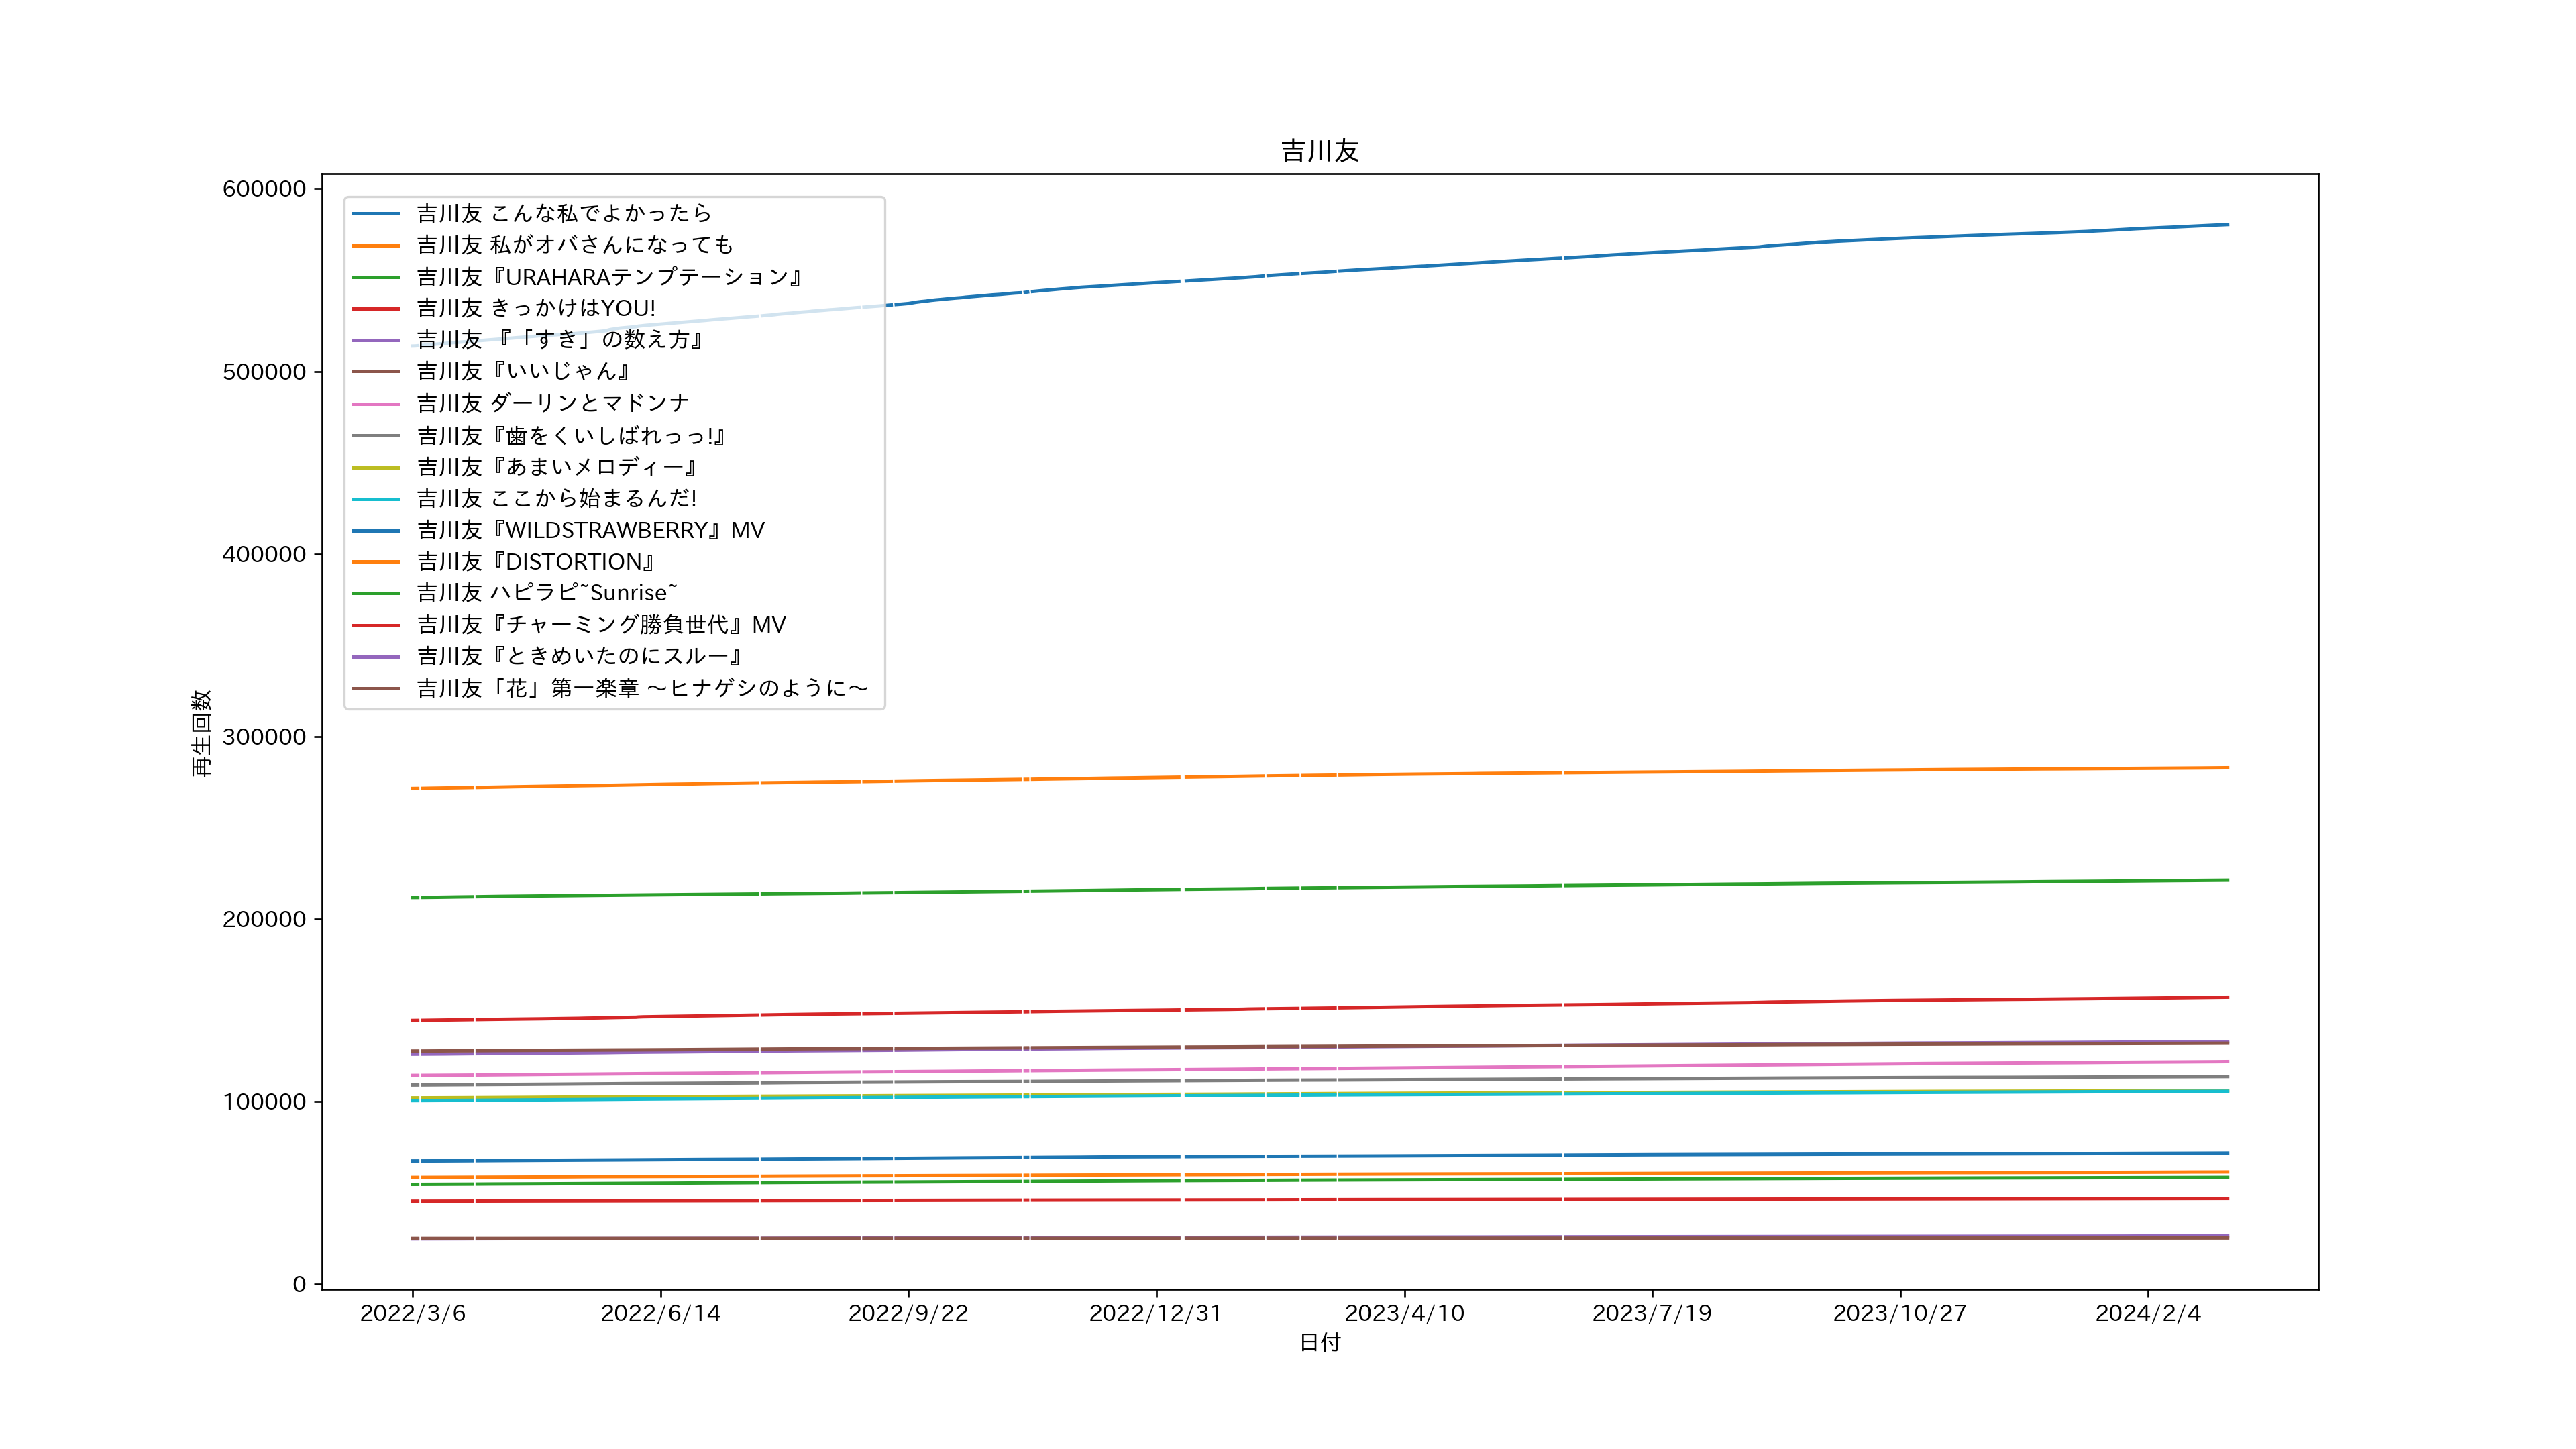 吉川友
600000
500000
400000
300000
200000
100000
0
再生回数
吉川友 こんな私でよかったら
吉川友 私がオバさんになっても
吉川友『URAHARAテンプテーション』
吉川友 きっかけはYOU!
吉川友 『「すき」の数え方』
吉川友『いいじゃん』
吉川友 ダーリンとマドンナ
吉川友『歯をくいしばれっっ!』
吉川友『あまいメロディー』
吉川友 ここから始まるんだ!
吉川友『WILDSTRAWBERRY』MV
吉川友『DISTORTION』
吉川友 ハピラピ~Sunrise~
吉川友『チャーミング勝負世代』MV
吉川友『ときめいたのにスルー』
吉川友「花」第一楽章 〜ヒナゲシのように〜
2022/3/6 2022/6/14 2022/9/22 2022/12/31 2023/4/10 2023/7/19 2023/10/27 2024/2/4
日付